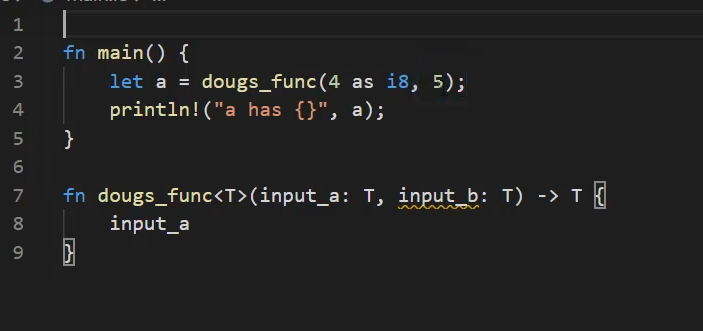 1
2 fn main() {
3     let a = dougs_func(4 as i8, 5);
4     println!("a has {}", a);
5 }
6
7 fn dougs_func<T>(input_a: T, input_b: T) -> T {
8     input_a
9 }